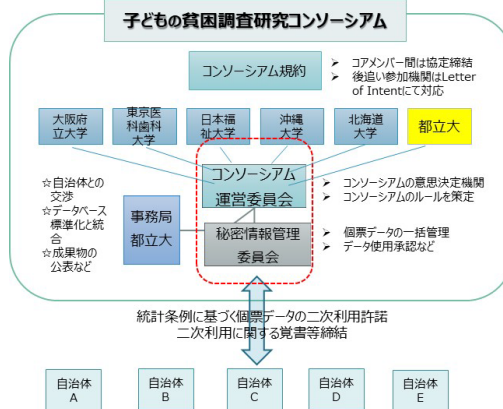 子どもの貧困調査研究コンソーシアム
コンソーシアム規約
➢ コアメンバー間は協定締結
➢ 後追い参加機関はLetter
of Intentにて対応
大阪府
立大学
東京医
科歯科
大学
日本福
祉大学
沖縄
大学
北海道
大学
都立大
☆自治体との
交渉
☆データベース
標準化と統
合
☆成果物の
公表など
事務局
都立大
コンソーシアム
運営委員会
秘密情報管理
委員会
➢ コンソーシアムの意思決定機関
➢ コンソーシアムのルールを策定
➢ 個票データの一括管理
➢ データ使用承認など
統計条例に基づく個票データの二次利用許諾
二次利用に関する覚書等締結
自治体
A
自治体
B
自治体
C
自治体
D
自治体
E